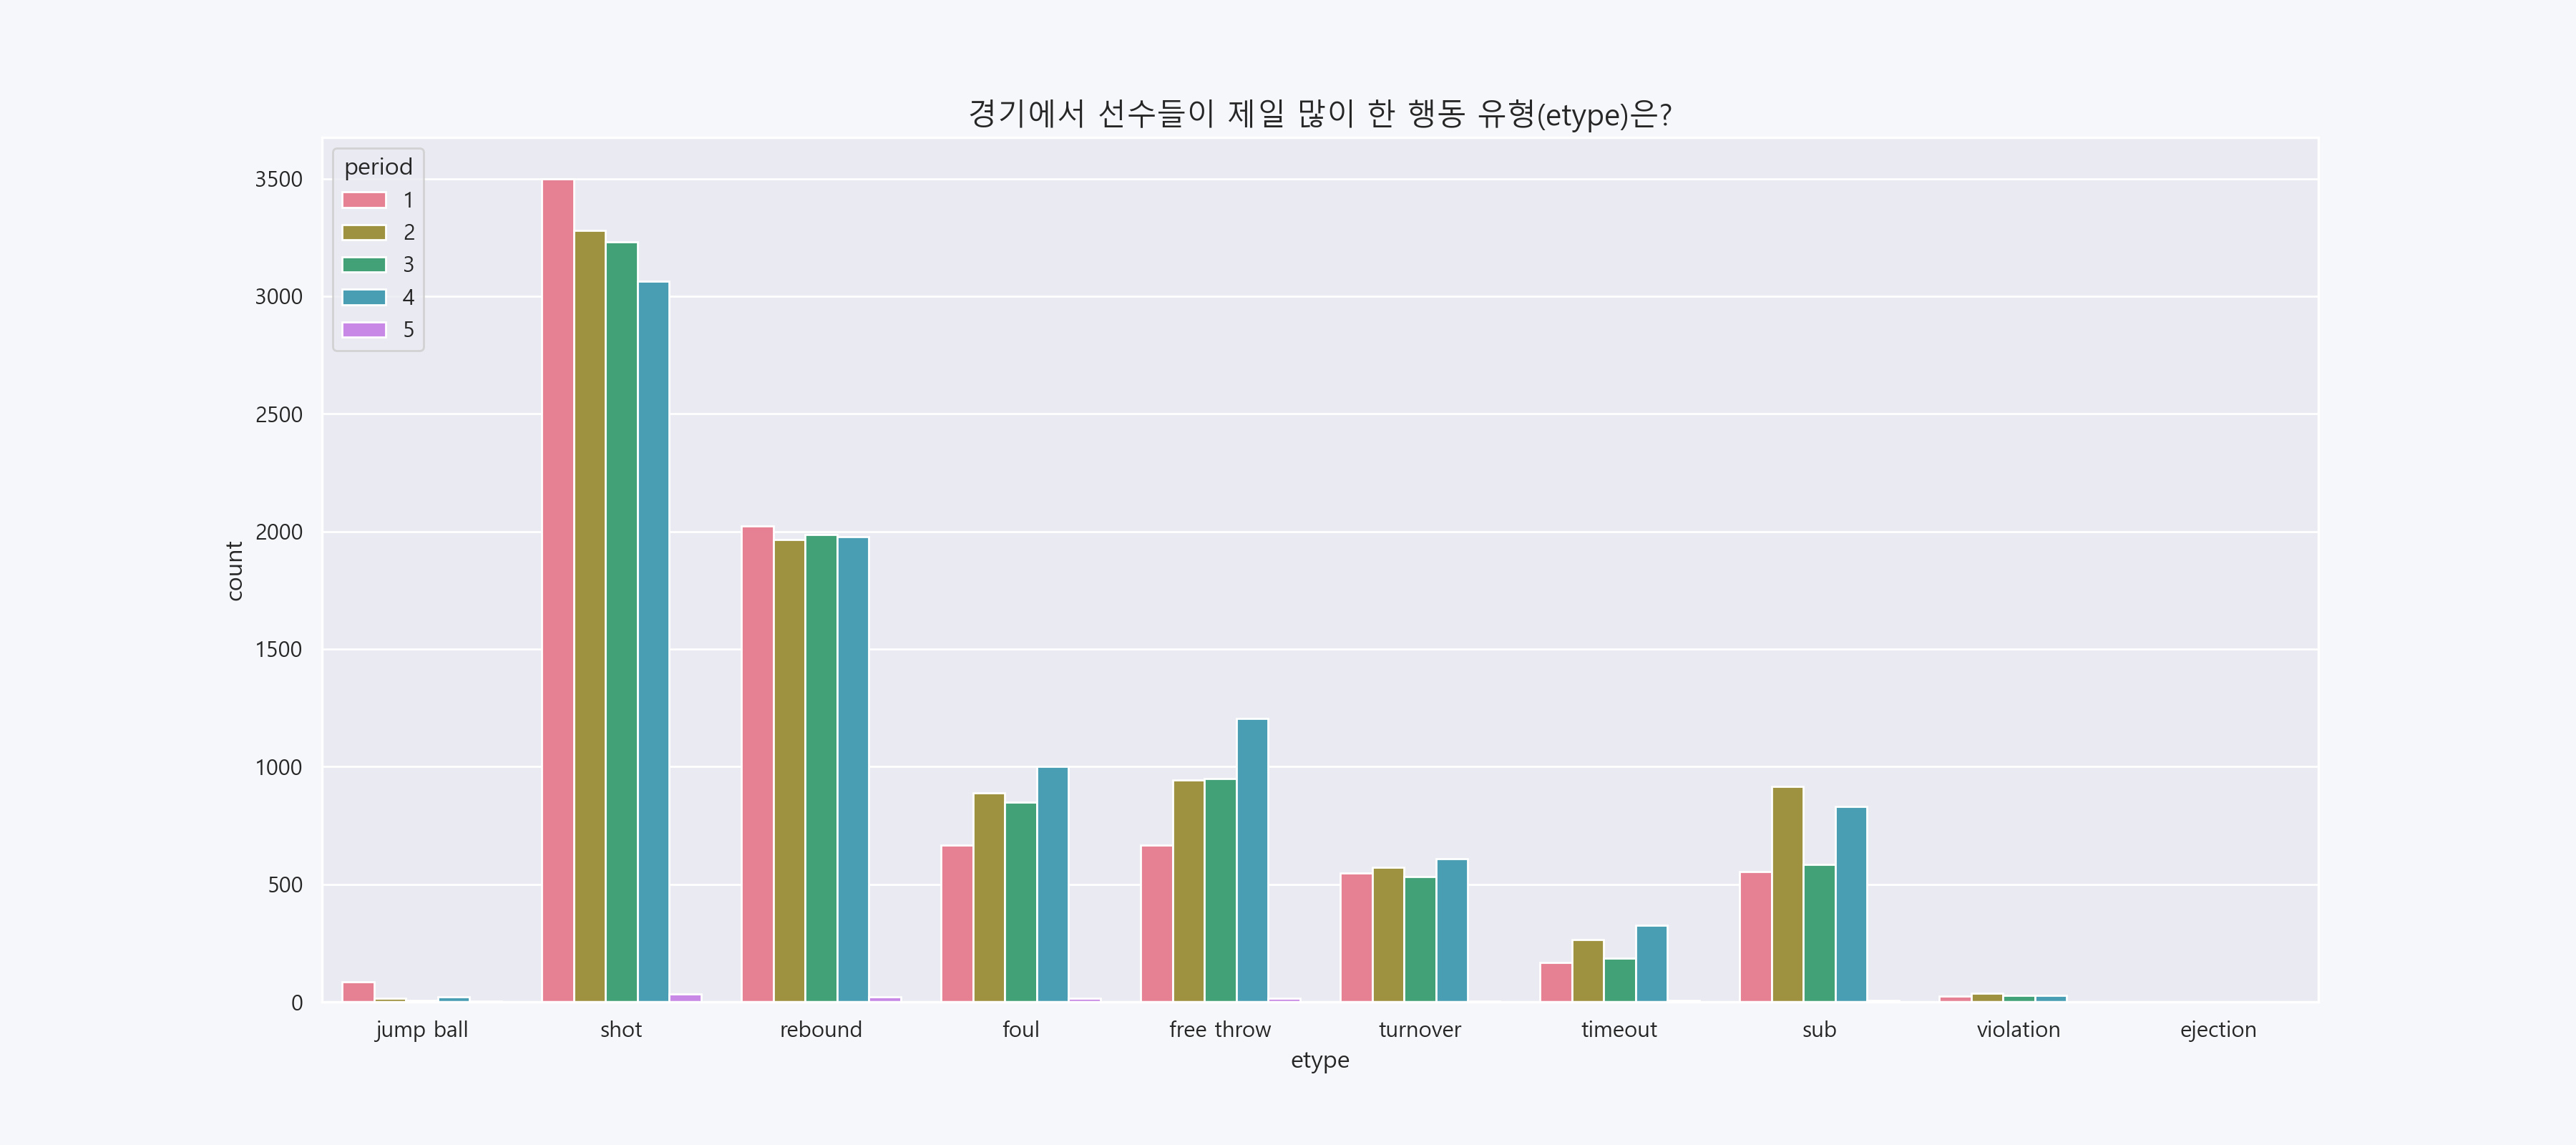 경기에서 선수들이 제일 많이 한 행동 유형(etype)은?
period
1
2
3
4
5
3500
3000
2500
2000
1500
1000
500
0
count
jump ball
shot
rebound
foul
free throw
turnover
timeout
sub
violation
ejection
etype